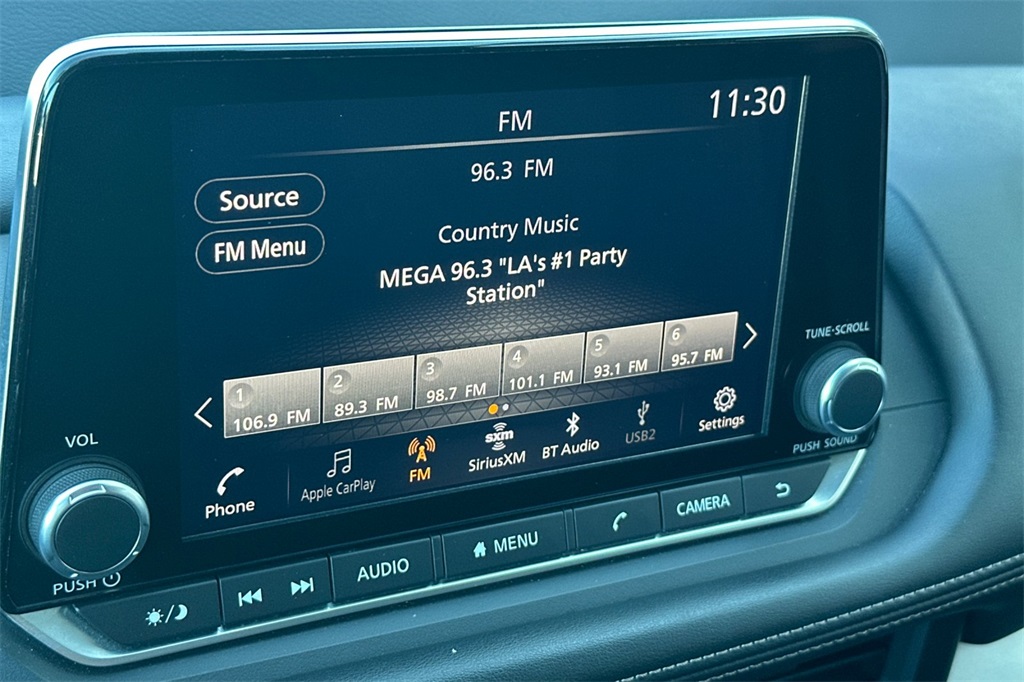 FM
11:30
96.3 FM
Source
FM Menu
Country Music
MEGA 96.3 "LA's #1 Party
Station"
1
106.9 FM
2
89.3 FM
3
98.7 FM
4
101.1 FM
5
93.1 FM
6
95.7 FM
Phone
Apple CarPlay
FM
sxm
SiriusXM
BT Audio
USB2
Settings
VOL
PUSH
TUNE·SCROLL
PUSH SOUND
AUDIO
MENU
CAMERA